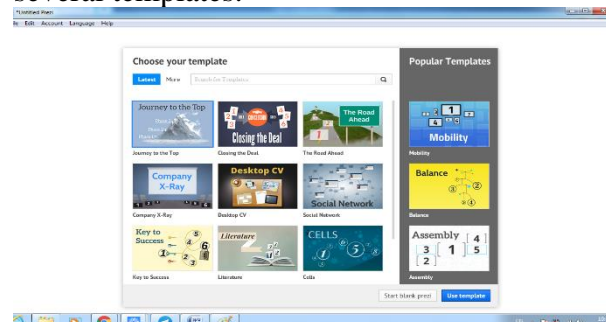 several templates.
*Untitled Prezi
Edit Account Language Help
Choose your template
Popular Templates
Latest More Search for Templates
Journey to the Top
Closing the Deal
The Road
Ahead
Journey to the Top
Closing the Deal
The Road Ahead
Mobility
Mobility
Company
X-Ray
Desktop CV
Social Network
Company X-Ray
Desktop CV
Social Network
Balance
Balance
Key to
Success
Literature
CELLS
Key to Success
Literature
Cells
Assembly
Assembly
Start blank prezi
Use template